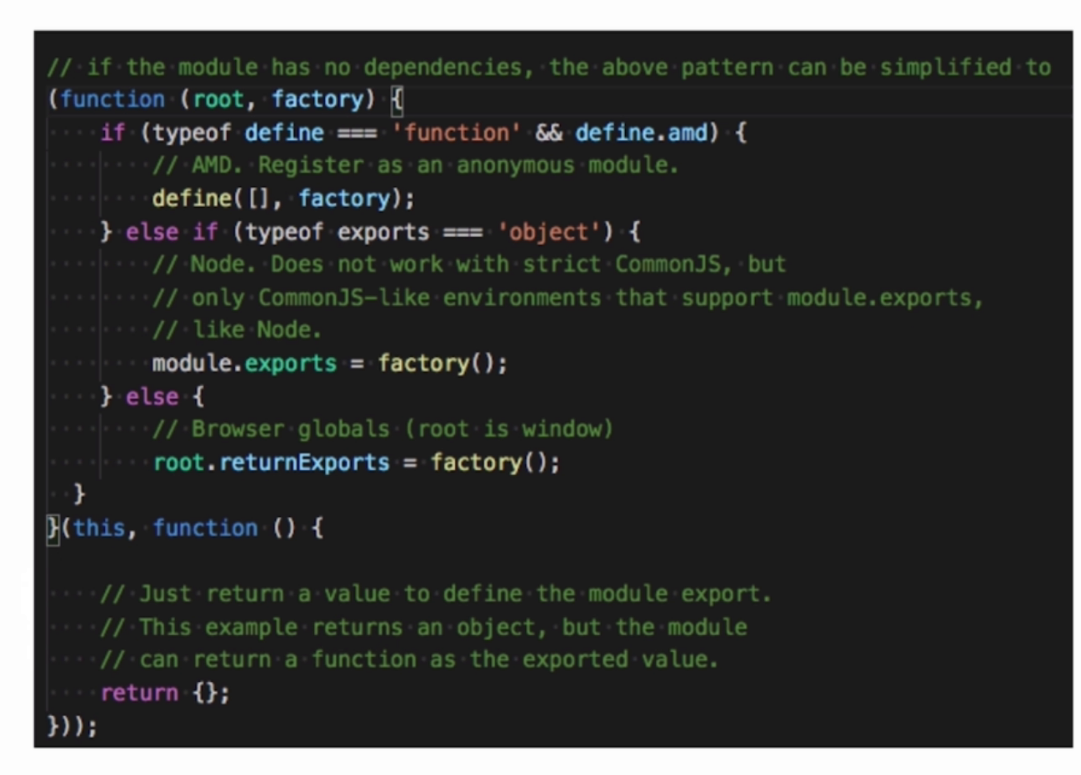 // if the module has no dependencies, the above pattern can be simplified to
(function (root, factory) {
    if (typeof define === 'function' && define.amd) {
        // AMD. Register as an anonymous module.
        define([], factory);
    } else if (typeof exports === 'object') {
        // Node. Does not work with strict CommonJS, but
        // only CommonJS-like environments that support module.exports,
        // like Node.
        module.exports = factory();
    } else {
        // Browser globals (root is window)
        root.returnExports = factory();
  }
}(this, function () {

    // Just return a value to define the module export.
    // This example returns an object, but the module
    // can return a function as the exported value.
    return {};
}));